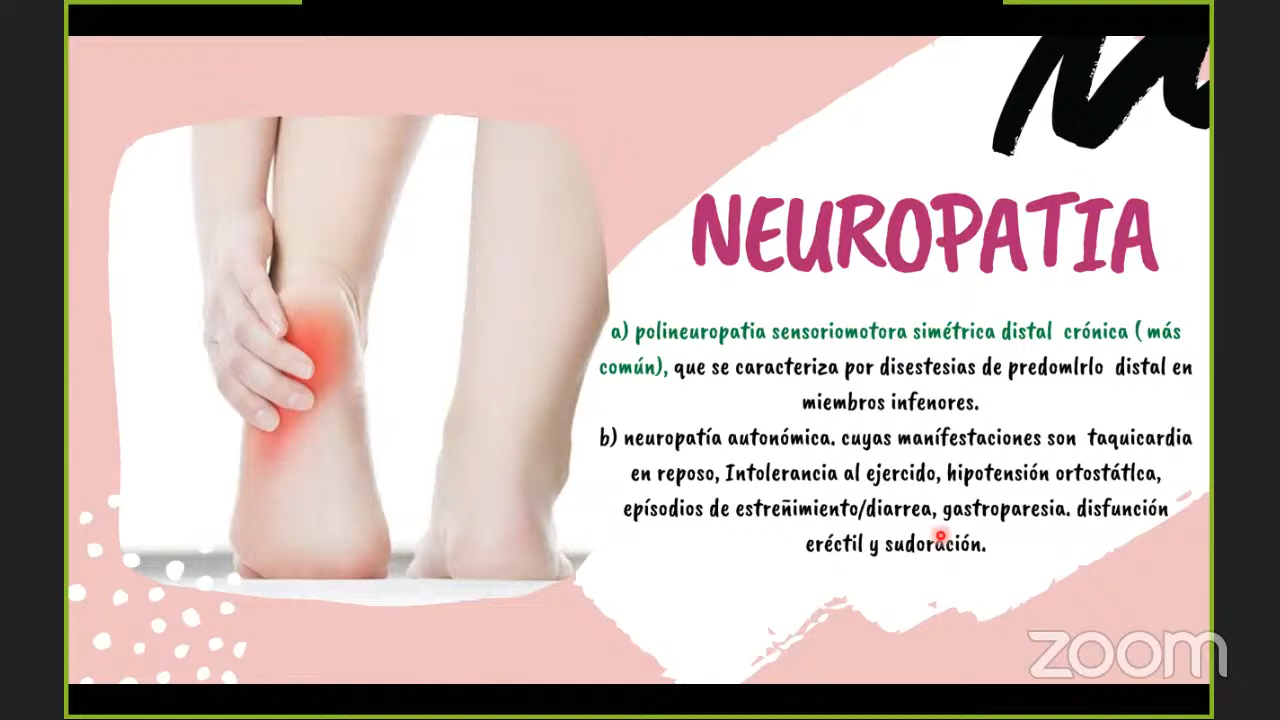 NEUROPATIA
a) polineuropatia sensoriomotora simétrica distal crónica ( más
común), que se caracteriza por disestesias de predomlrlo distal en
miembros infenores.
b) neuropatía autonómica. cuyas manífestaciones son taquicardia
en reposo, Intolerancia al ejercido, hipotensión ortostátlca,
epísodios de estreñimiento/diarrea, gastroparesia. disfunción
eréctil y sudoración.
zoom